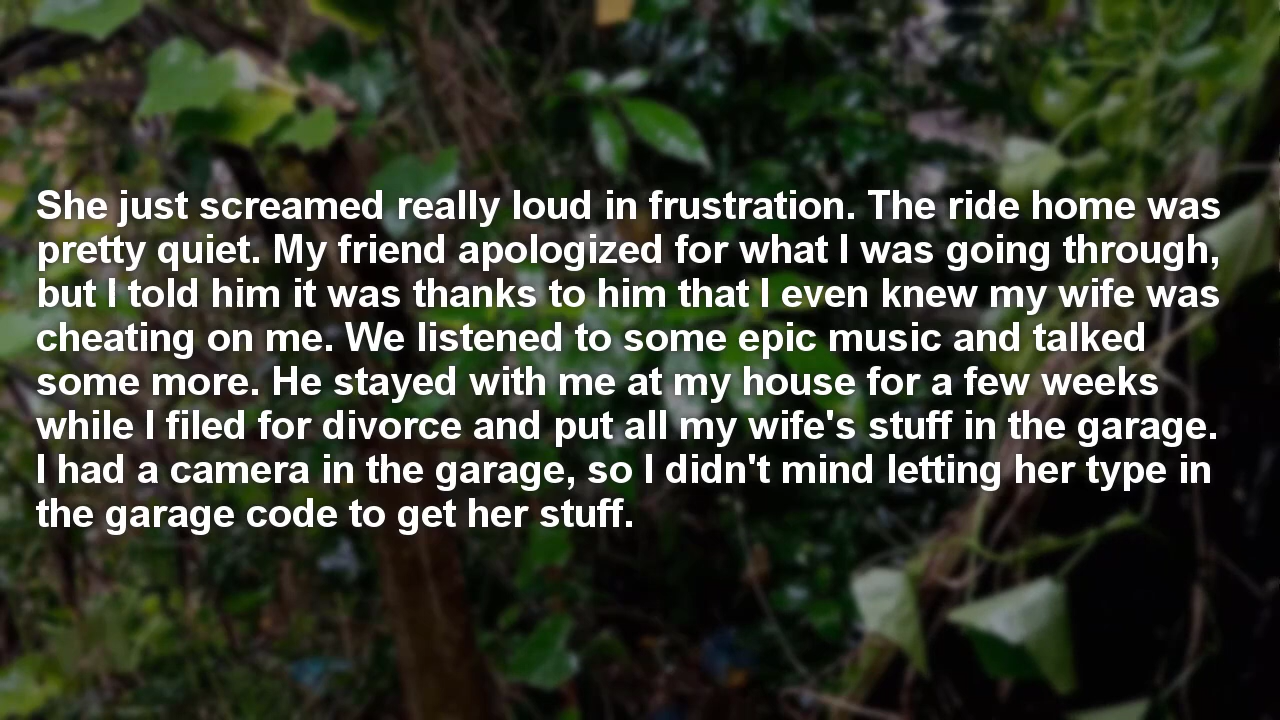 She just screamed really loud in frustration. The ride home was
pretty quiet. My friend apologized for what I was going through,
but I told him it was thanks to him that I even knew my wife was
cheating on me. We listened to some epic music and talked
some more. He stayed with me at my house for a few weeks
while I filed for divorce and put all my wife's stuff in the garage.
I had a camera in the garage, so I didn't mind letting her type in
the garage code to get her stuff.